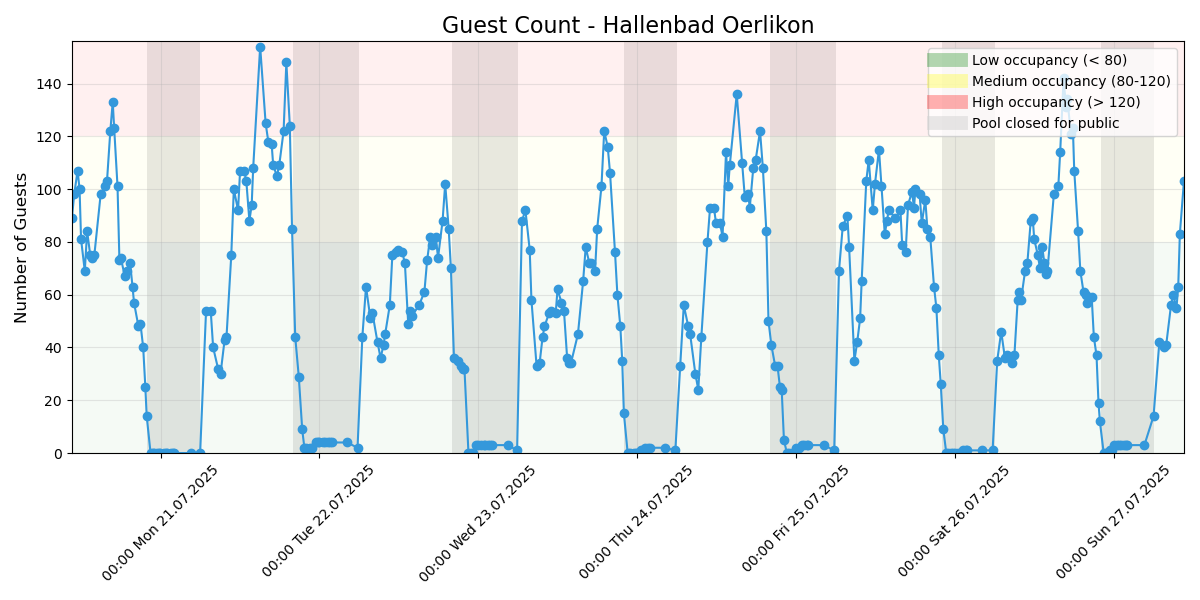 Guest Count - Hallenbad Oerlikon
Number of Guests
140
120
100
80
60
40
20
0
Low occupancy (< 80)
Medium occupancy (80-120)
High occupancy (> 120)
Pool closed for public
00:00 Mon 21.07.2025
00:00 Tue 22.07.2025
00:00 Wed 23.07.2025
00:00 Thu 24.07.2025
00:00 Fri 25.07.2025
00:00 Sat 26.07.2025
00:00 Sun 27.07.2025